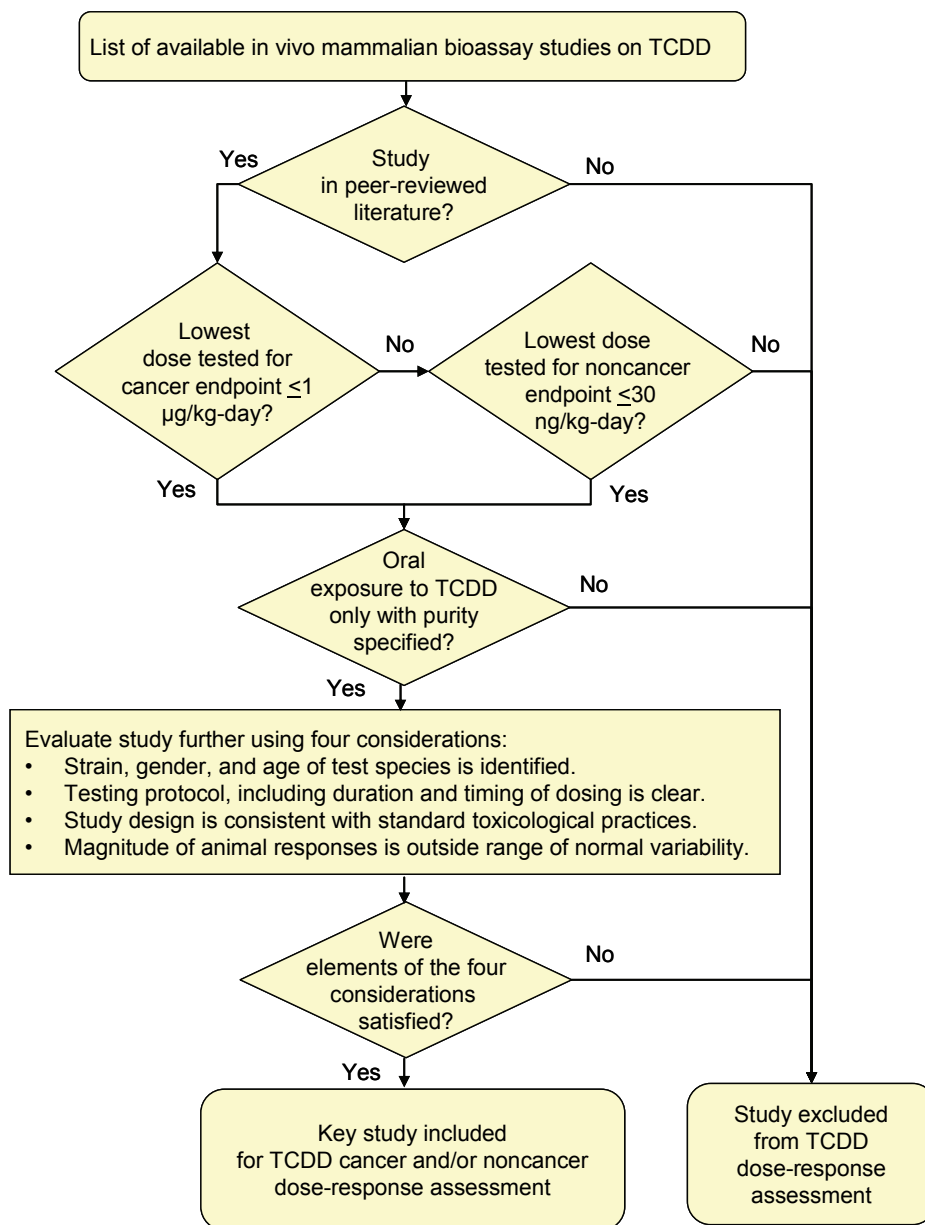 List of available in vivo mammalian bioassay studies on TCDD
Yes
Study
in peer-reviewed
literature?
No
Lowest
dose tested for
cancer endpoint ≤1
µg/kg-day?
No
Lowest dose
tested for noncancer
endpoint ≤30
ng/kg-day?
No
Yes
Yes
Oral
exposure to TCDD
only with purity
specified?
No
Yes
Evaluate study further using four considerations:
• Strain, gender, and age of test species is identified.
• Testing protocol, including duration and timing of dosing is clear.
• Study design is consistent with standard toxicological practices.
• Magnitude of animal responses is outside range of normal variability.
Were
elements of the four
considerations
satisfied?
No
Yes
Key study included
for TCDD cancer and/or noncancer
dose-response assessment
Study excluded
from TCDD
dose-response
assessment